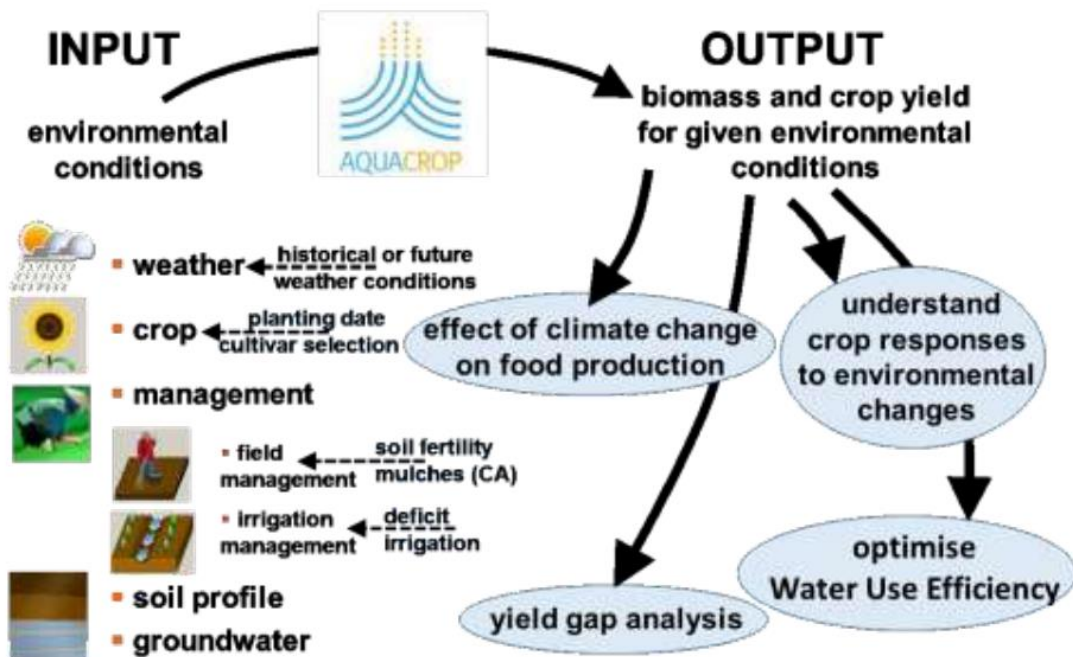 INPUT
environmental
conditions
AQUACROP
OUTPUT
biomass and crop yield
for given environmental
conditions
▪ weather
historical or future
weather conditions
▪ crop
planting date
cultivar selection
▪ management
▪ field
management
soil fertility
mulches (CA)
▪ irrigation
management
deficit
irrigation
▪ soil profile
▪ groundwater
effect of climate change
on food production
understand
crop responses
to environmental
changes
yield gap analysis
optimise
Water Use Efficiency